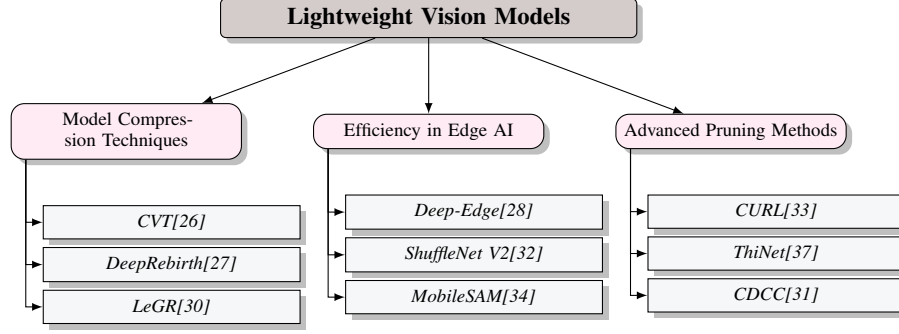 Lightweight Vision Models
Model Compres-
sion Techniques
Efficiency in Edge AI
Advanced Pruning Methods
CVT[26]
DeepRebirth[27]
LeGR[30]
Deep-Edge[28]
ShuffleNet V2[32]
MobileSAM[34]
CURL[33]
ThiNet[37]
CDCC[31]